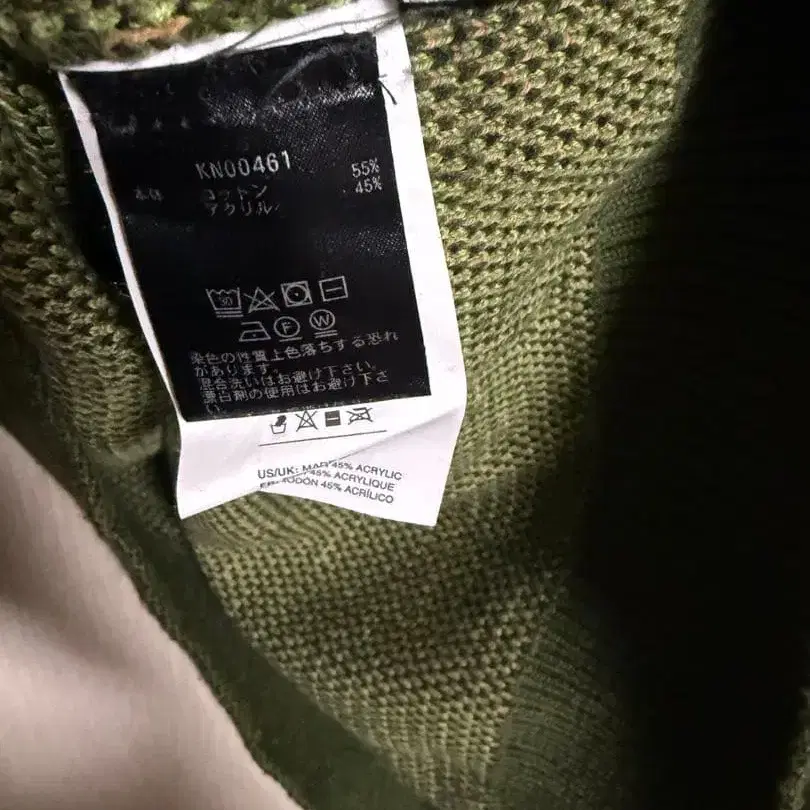 KN00461
本体 コットン 55%
アクリル 45%
30
F W
染色の性質上色落ちする恐れ
があります。
混合洗いはお避け下さい。
漂白剤の使用はお避け下さ
い。
US/UK: 45% ACRYLIC
45% ACRYLIQUE
45% ACRÍLICO